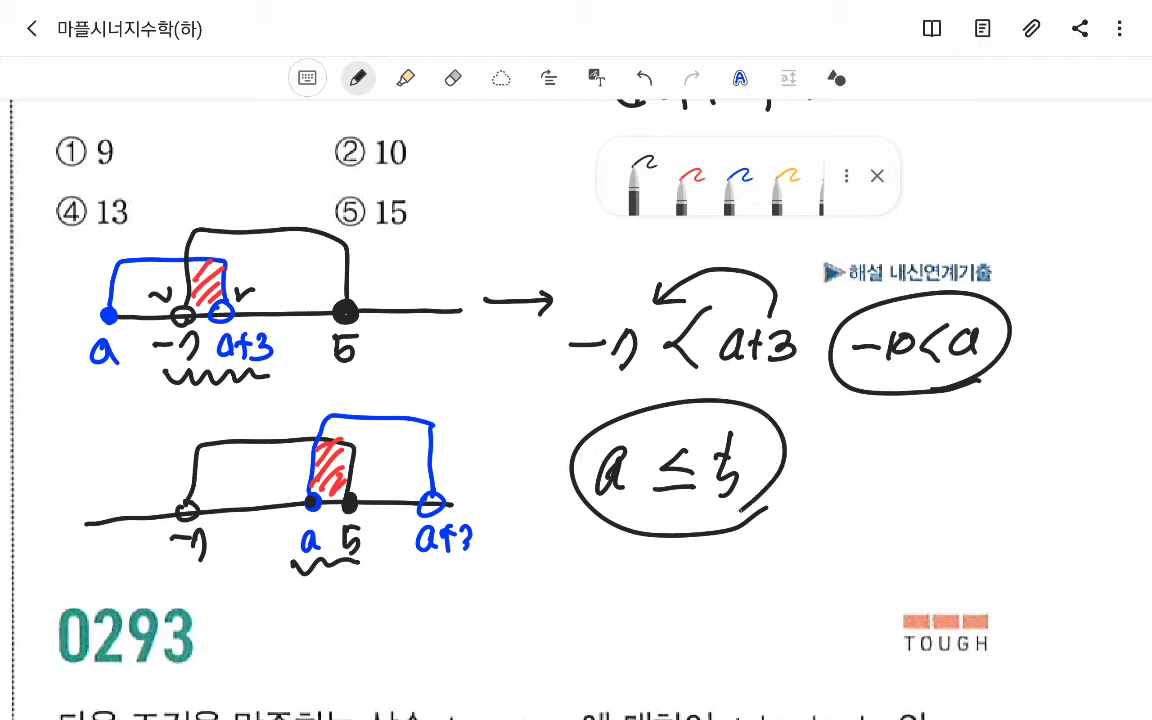 마플시너지수학(하)
① 9
② 10
④ 13
⑤ 15
해설 내신연계기출
a -7 a+3 5
-7 < a+3
-10<a
a ≤ 5
-7 a 5 a+3
0293
TOUGH